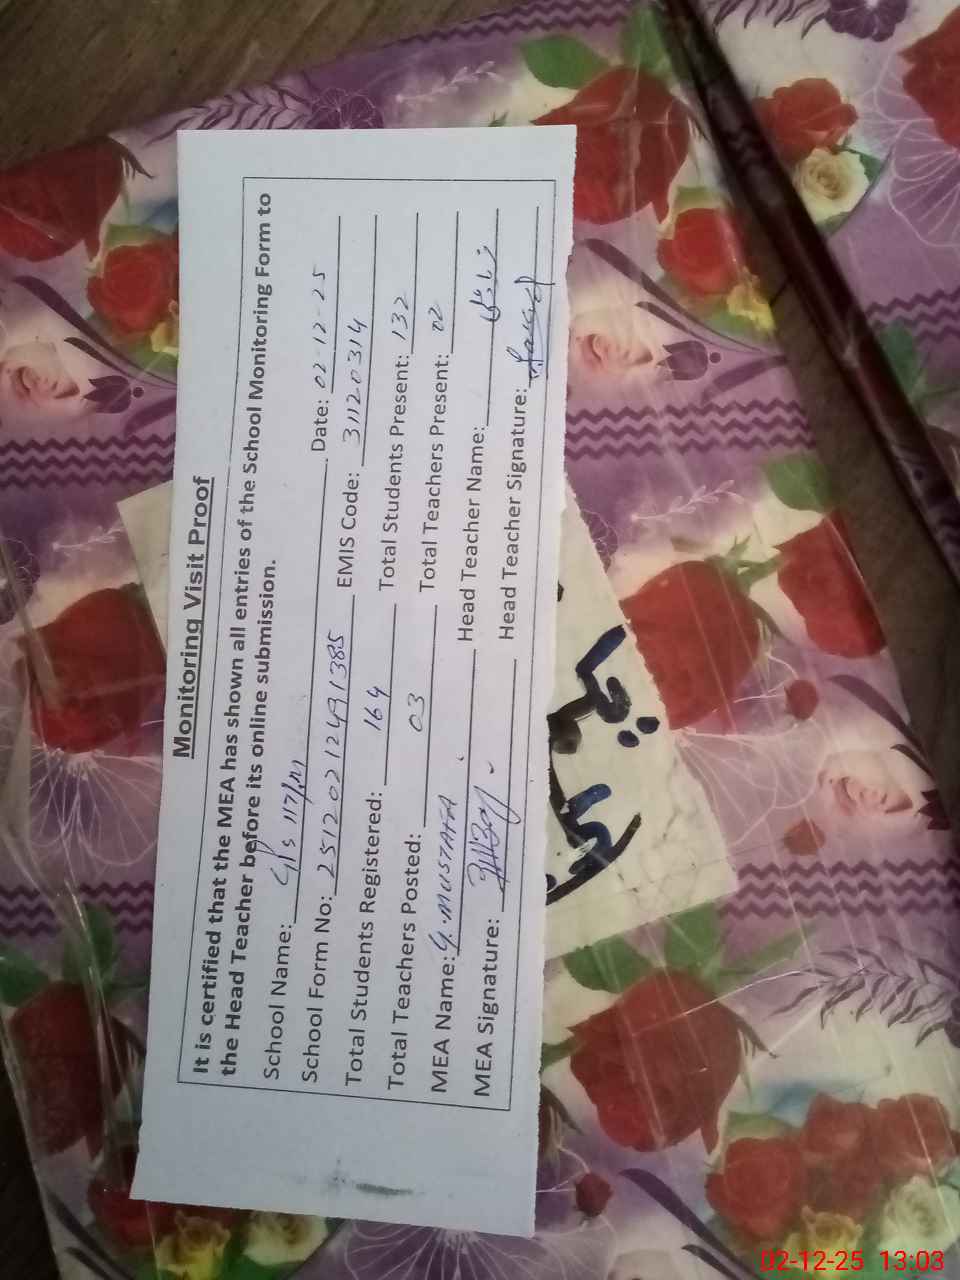 Monitoring Visit Proof
It is certified that the MEA has shown all entries of the School Monitoring Form to
the Head Teacher before its online submission.
School Name: G/Ps 117/M Date: 02-12-25
School Form No: 2512021249 1385 EMIS Code: 31120314
Total Students Registered: 164 Total Students Present: 132
Total Teachers Posted: 03 Total Teachers Present: 02
MEA Name: G. MUSTAFA Head Teacher Name:
MEA Signature: Head Teacher Signature:
02-12-25 13:03